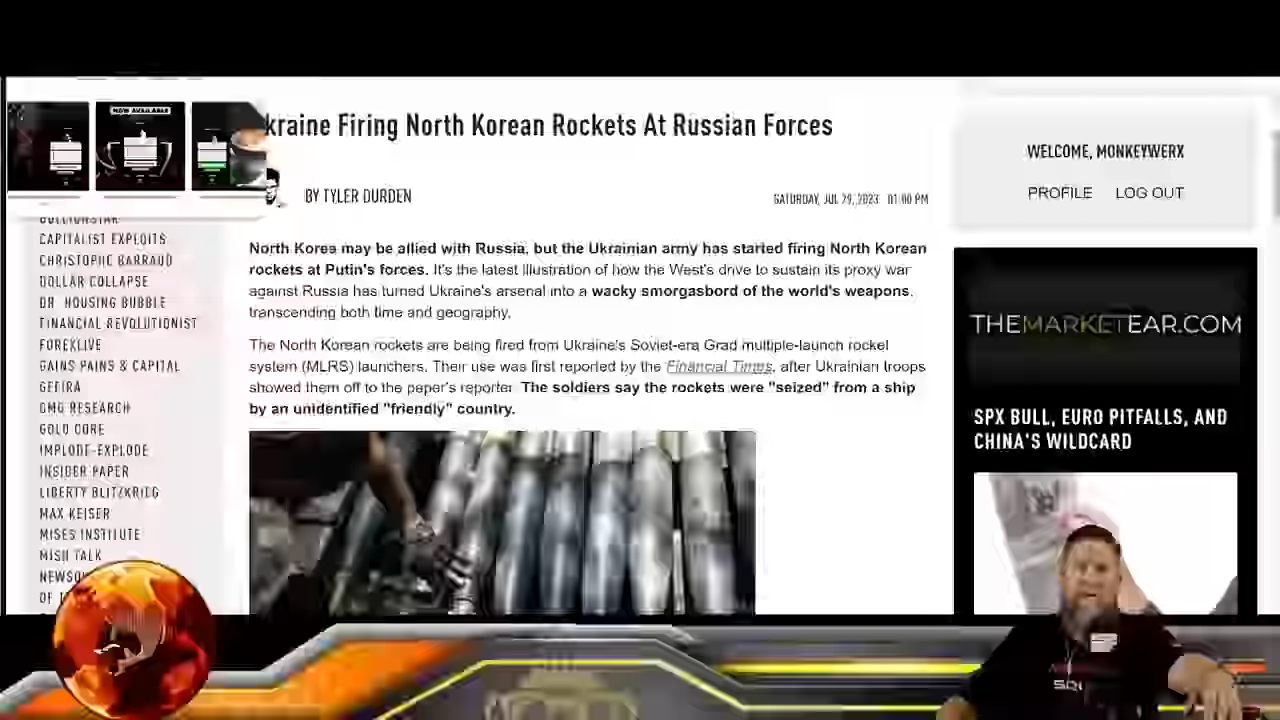 NOW AVAILABLE
kraine Firing North Korean Rockets At Russian Forces
BY TYLER DURDEN
SATURDAY, JUL 29, 2023 01:00 PM
North Korea may be allied with Russia, but the Ukrainian army has started firing North Korean
rockets at Putin's forces. It's the latest illustration of how the West's drive to sustain its proxy war
against Russia has turned Ukraine's arsenal into a wacky smorgasbord of the world's weapons,
transcending both time and geography.
The North Korean rockets are being fired from Ukraine's Soviet-era Grad multiple-launch rocket
system (MLRS) launchers. Their use was first reported by the Financial Times, after Ukrainian troops
showed them off to the paper's reporter. The soldiers say the rockets were "seized" from a ship
by an unidentified "friendly" country.
BULLIONSTAR
CAPITALIST EXPLOITS
CHRISTOPHE BARRAUD
DOLLAR COLLAPSE
DR. HOUSING BUBBLE
FINANCIAL REVOLUTIONIST
FOREXLIVE
GAINS PAINS & CAPITAL
GEFIRA
GMG RESEARCH
GOLD CORE
IMPLODE-EXPLODE
INSIDER PAPER
LIBERTY BLITZKRIEG
MAX KEISER
MISES INSTITUTE
MISH TALK
NEWSQ
OF
WELCOME, MONKEYWERX
PROFILE LOG OUT
THEMARKETEAR.COM
SPX BULL, EURO PITFALLS, AND
CHINA'S WILDCARD